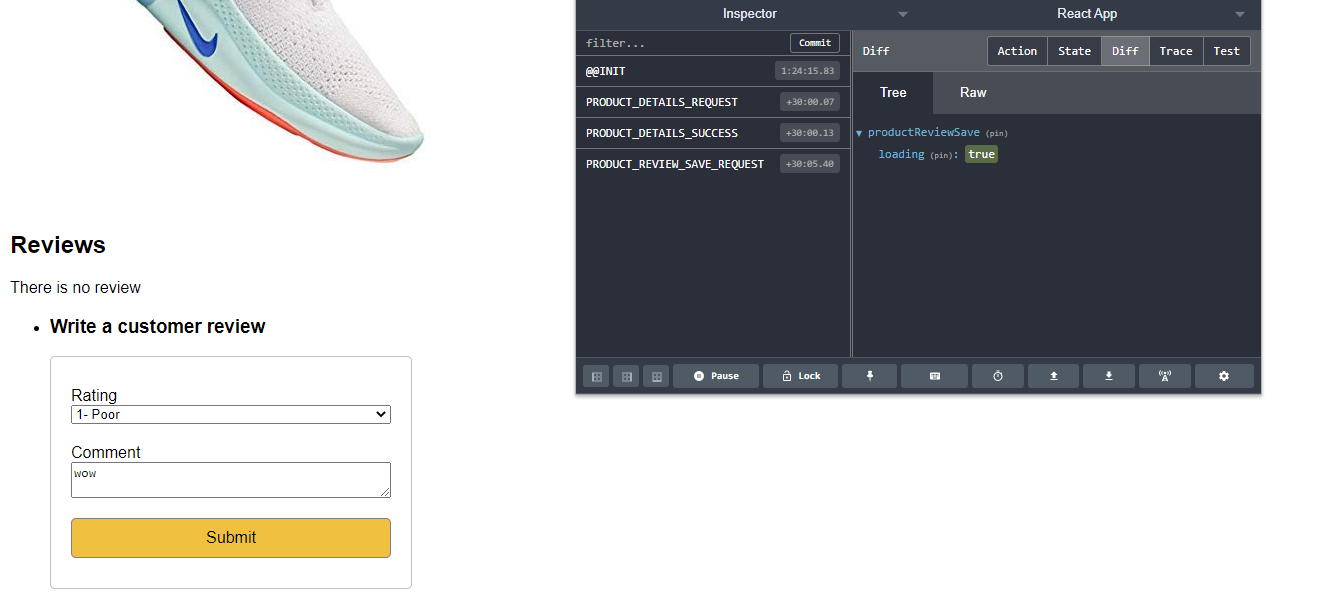 Inspector
React App
filter...
Commit
Diff
Action
State
Diff
Trace
Test
@@INIT
1:24:15.83
Tree
Raw
PRODUCT_DETAILS_REQUEST
+30:00.07
PRODUCT_DETAILS_SUCCESS
+30:00.13
PRODUCT_REVIEW_SAVE_REQUEST
+30:05.40
productReviewSave (pin)
loading (pin): true
Pause
Lock
Reviews
There is no review
Write a customer review
Rating
1- Poor
Comment
wow
Submit